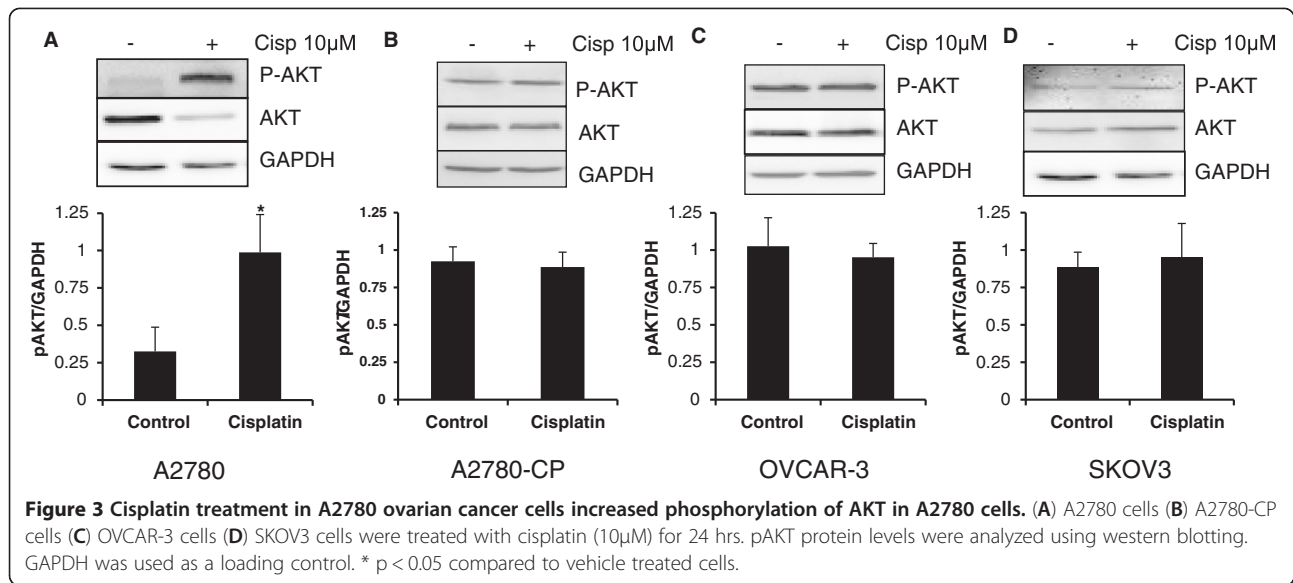 A - + Cisp 10µM B - + Cisp 10µM C - + Cisp 10µM D - + Cisp 10µM
P-AKT P-AKT P-AKT P-AKT
AKT AKT AKT AKT
GAPDH GAPDH GAPDH GAPDH
pAKT/GAPDH pAKT/GAPDH pAKT/GAPDH pAKT/GAPDH
1.25 * 1.25 1.25 1.25
1 1 1 1
0.75 0.75 0.75 0.75
0.5 0.5 0.5 0.5
0.25 0.25 0.25 0.25
0 0 0 0
Control Cisplatin Control Cisplatin Control Cisplatin Control Cisplatin
A2780 A2780-CP OVCAR-3 SKOV3
Figure 3 Cisplatin treatment in A2780 ovarian cancer cells increased phosphorylation of AKT in A2780 cells. (A) A2780 cells (B) A2780-CP
cells (C) OVCAR-3 cells (D) SKOV3 cells were treated with cisplatin (10µM) for 24 hrs. pAKT protein levels were analyzed using western blotting.
GAPDH was used as a loading control. * p < 0.05 compared to vehicle treated cells.